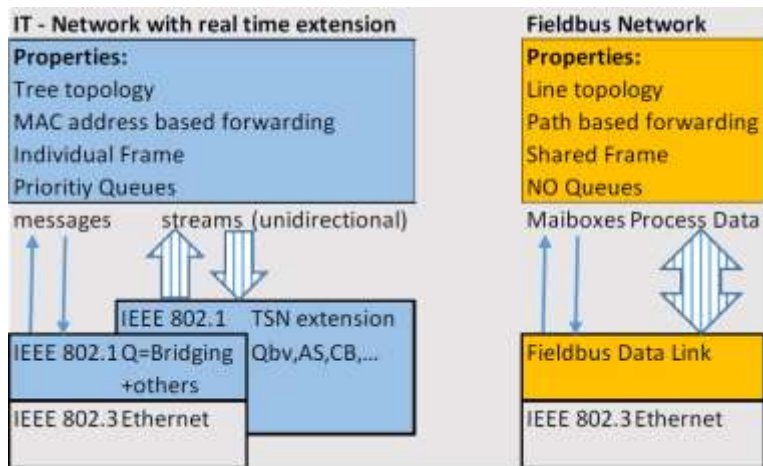 IT - Network with real time extension
Properties:
Tree topology
MAC address based forwarding
Individual Frame
Prioritiy Queues
messages streams (unidirectional)
IEEE 802.1 TSN extension
IEEE 802.1 Q=Bridging Qbv,AS,CB,...
+others
IEEE 802.3 Ethernet
Fieldbus Network
Properties:
Line topology
Path based forwarding
Shared Frame
NO Queues
Maiboxes Process Data
Fieldbus Data Link
IEEE 802.3 Ethernet